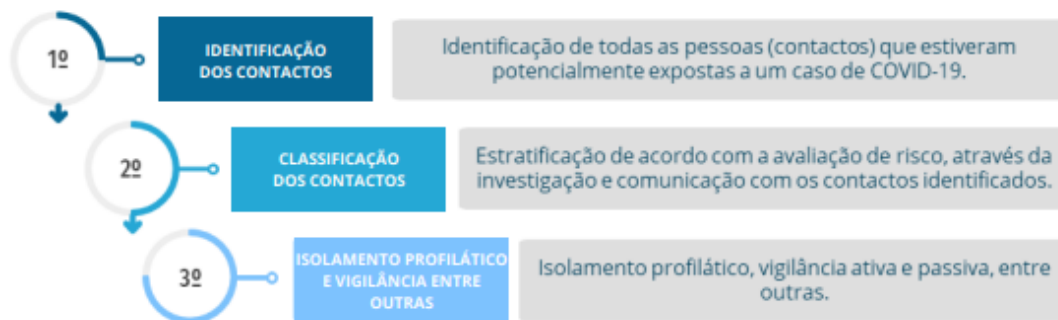 1º
IDENTIFICAÇÃO
DOS CONTACTOS
Identificação de todas as pessoas (contactos) que estiveram
potencialmente expostas a um caso de COVID-19.
2º
CLASSIFICAÇÃO
DOS CONTACTOS
Estratificação de acordo com a avaliação de risco, através da
investigação e comunicação com os contactos identificados.
3º
ISOLAMENTO PROFILÁTICO
E VIGILÂNCIA ENTRE
OUTRAS
Isolamento profilático, vigilância ativa e passiva, entre
outras.